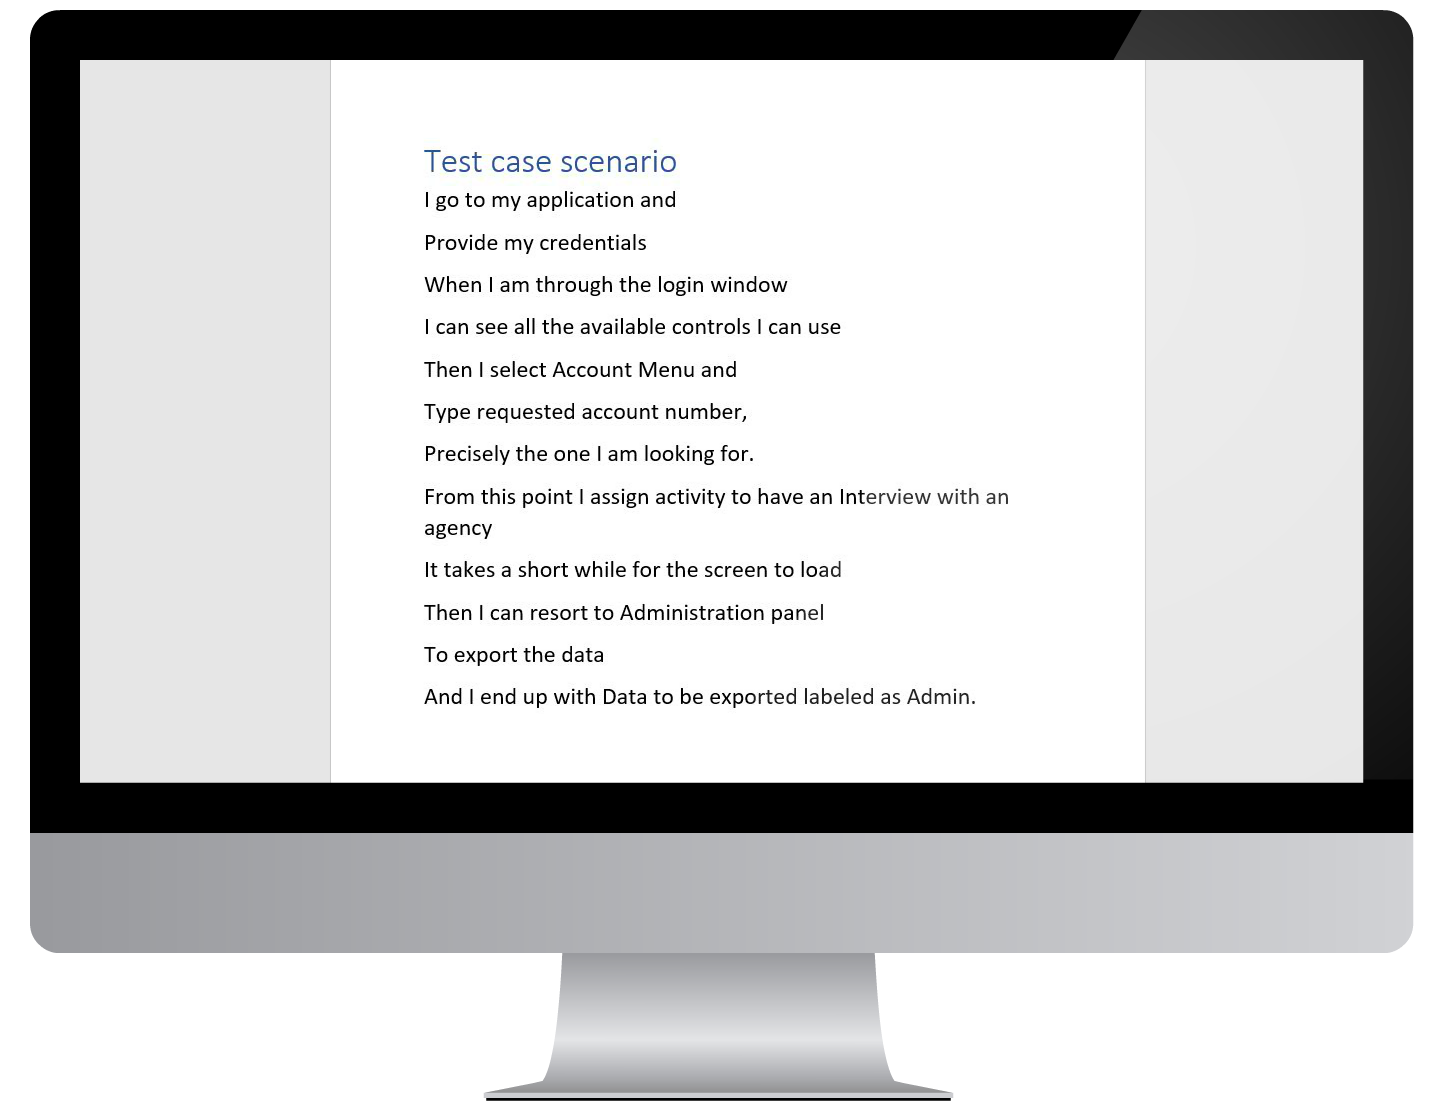 Test case scenario
I go to my application and
Provide my credentials
When I am through the login window
I can see all the available controls I can use
Then I select Account Menu and
Type requested account number,
Precisely the one I am looking for.
From this point I assign activity to have an Interview with an
agency
It takes a short while for the screen to load
Then I can resort to Administration panel
To export the data
And I end up with Data to be exported labeled as Admin.